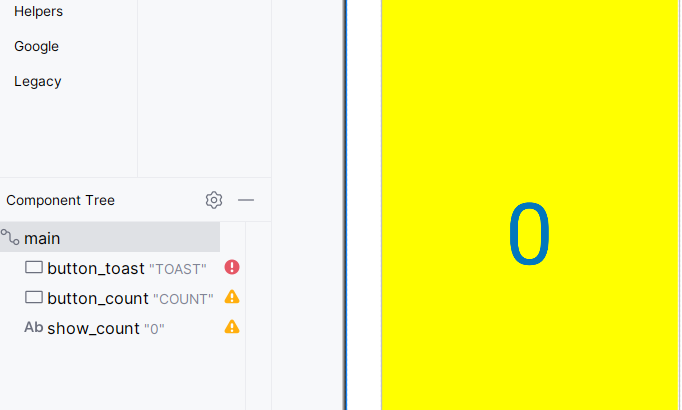 Helpers
Google
Legacy
Component Tree
main
button_toast "TOAST"
button_count "COUNT"
Ab show_count "0"
0